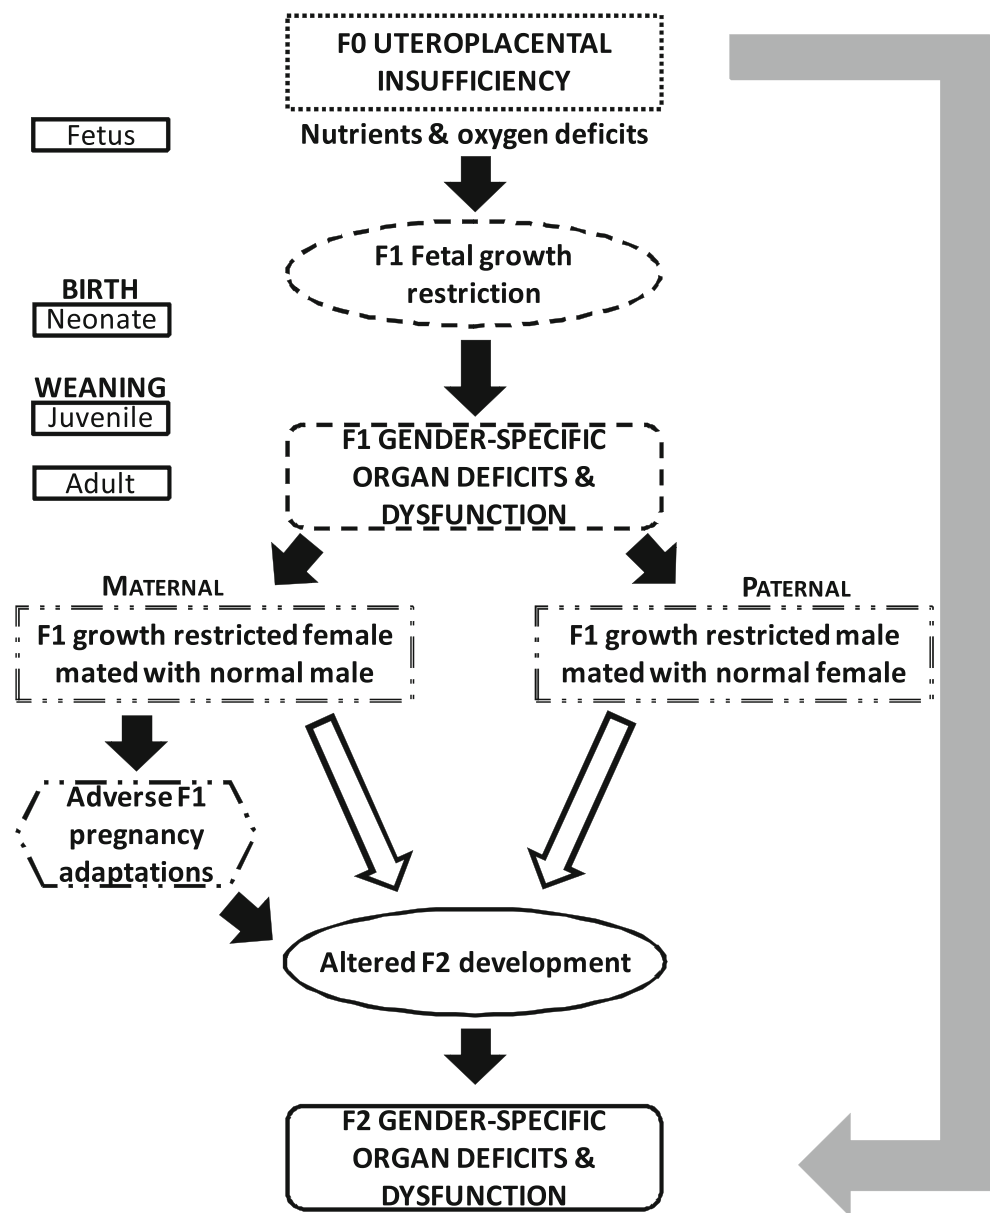 F0 UTEROPLACENTAL
INSUFFICIENCY
Fetus
Nutrients & oxygen deficits
F1 Fetal growth
restriction
BIRTH
Neonate
WEANING
Juvenile
Adult
F1 GENDER-SPECIFIC
ORGAN DEFICITS &
DYSFUNCTION
MATERNAL
F1 growth restricted female
mated with normal male
PATERNAL
F1 growth restricted male
mated with normal female
Adverse F1
pregnancy
adaptations
Altered F2 development
F2 GENDER-SPECIFIC
ORGAN DEFICITS &
DYSFUNCTION